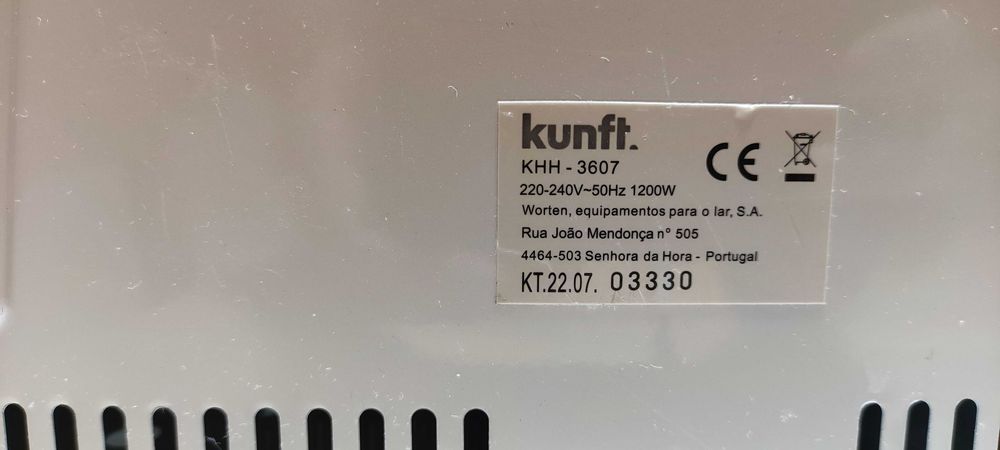 kunft.
KHH - 3607
CE
220-240V~50Hz 1200W
Worten, equipamentos para o lar, S.A.
Rua João Mendonça nº 505
4464-503 Senhora da Hora - Portugal
KT.22.07. 03330